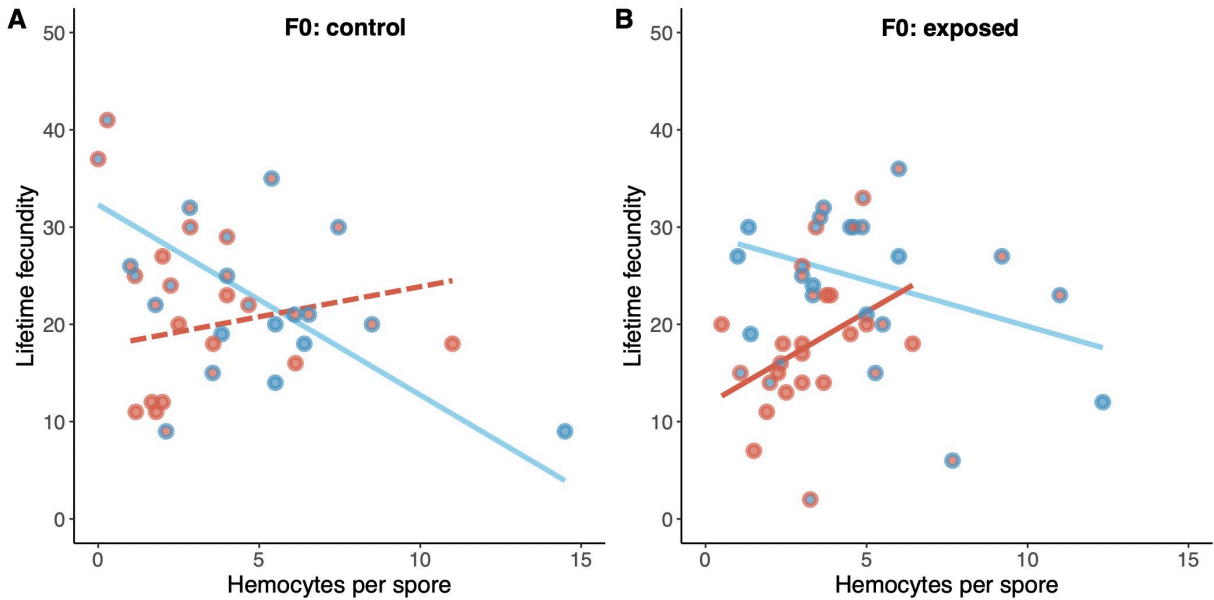 A
F0: control
50
40
30
20
10
0
Lifetime fecundity
0 5 10 15
Hemocytes per spore
B
F0: exposed
50
40
30
20
10
0
Lifetime fecundity
0 5 10 15
Hemocytes per spore